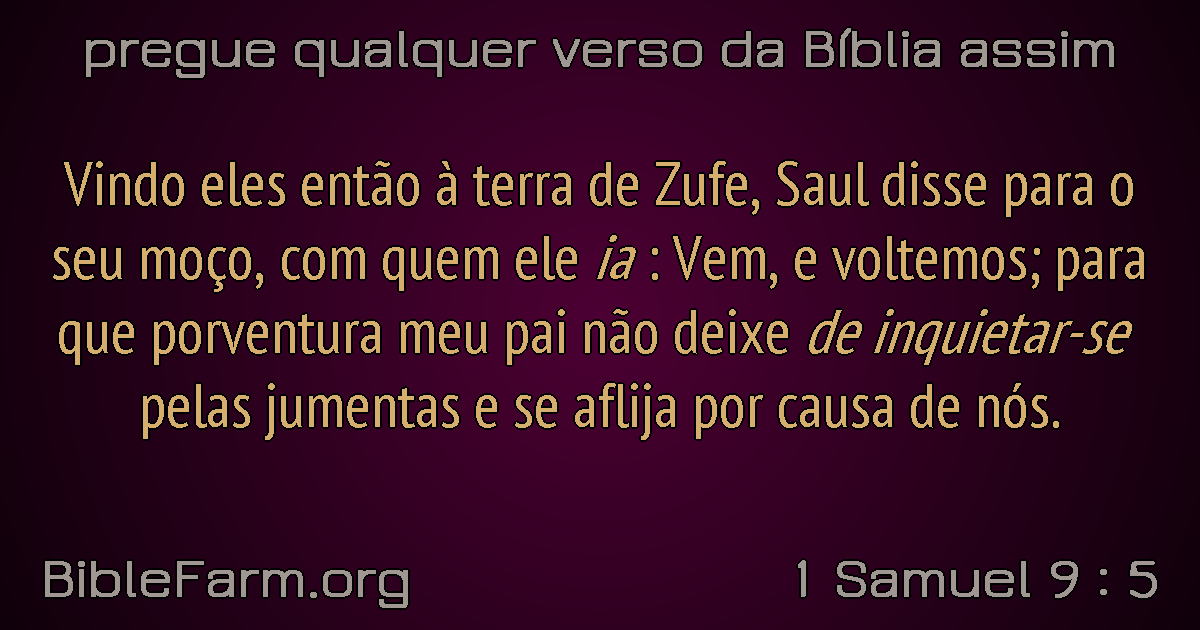 pregue qualquer verso da Bíblia assim
Vindo eles então à terra de Zufe, Saul disse para o
seu moço, com quem ele ia : Vem, e voltemos; para
que porventura meu pai não deixe de inquietar-se
pelas jumentas e se aflija por causa de nós.
BibleFarm.org
1 Samuel 9 : 5